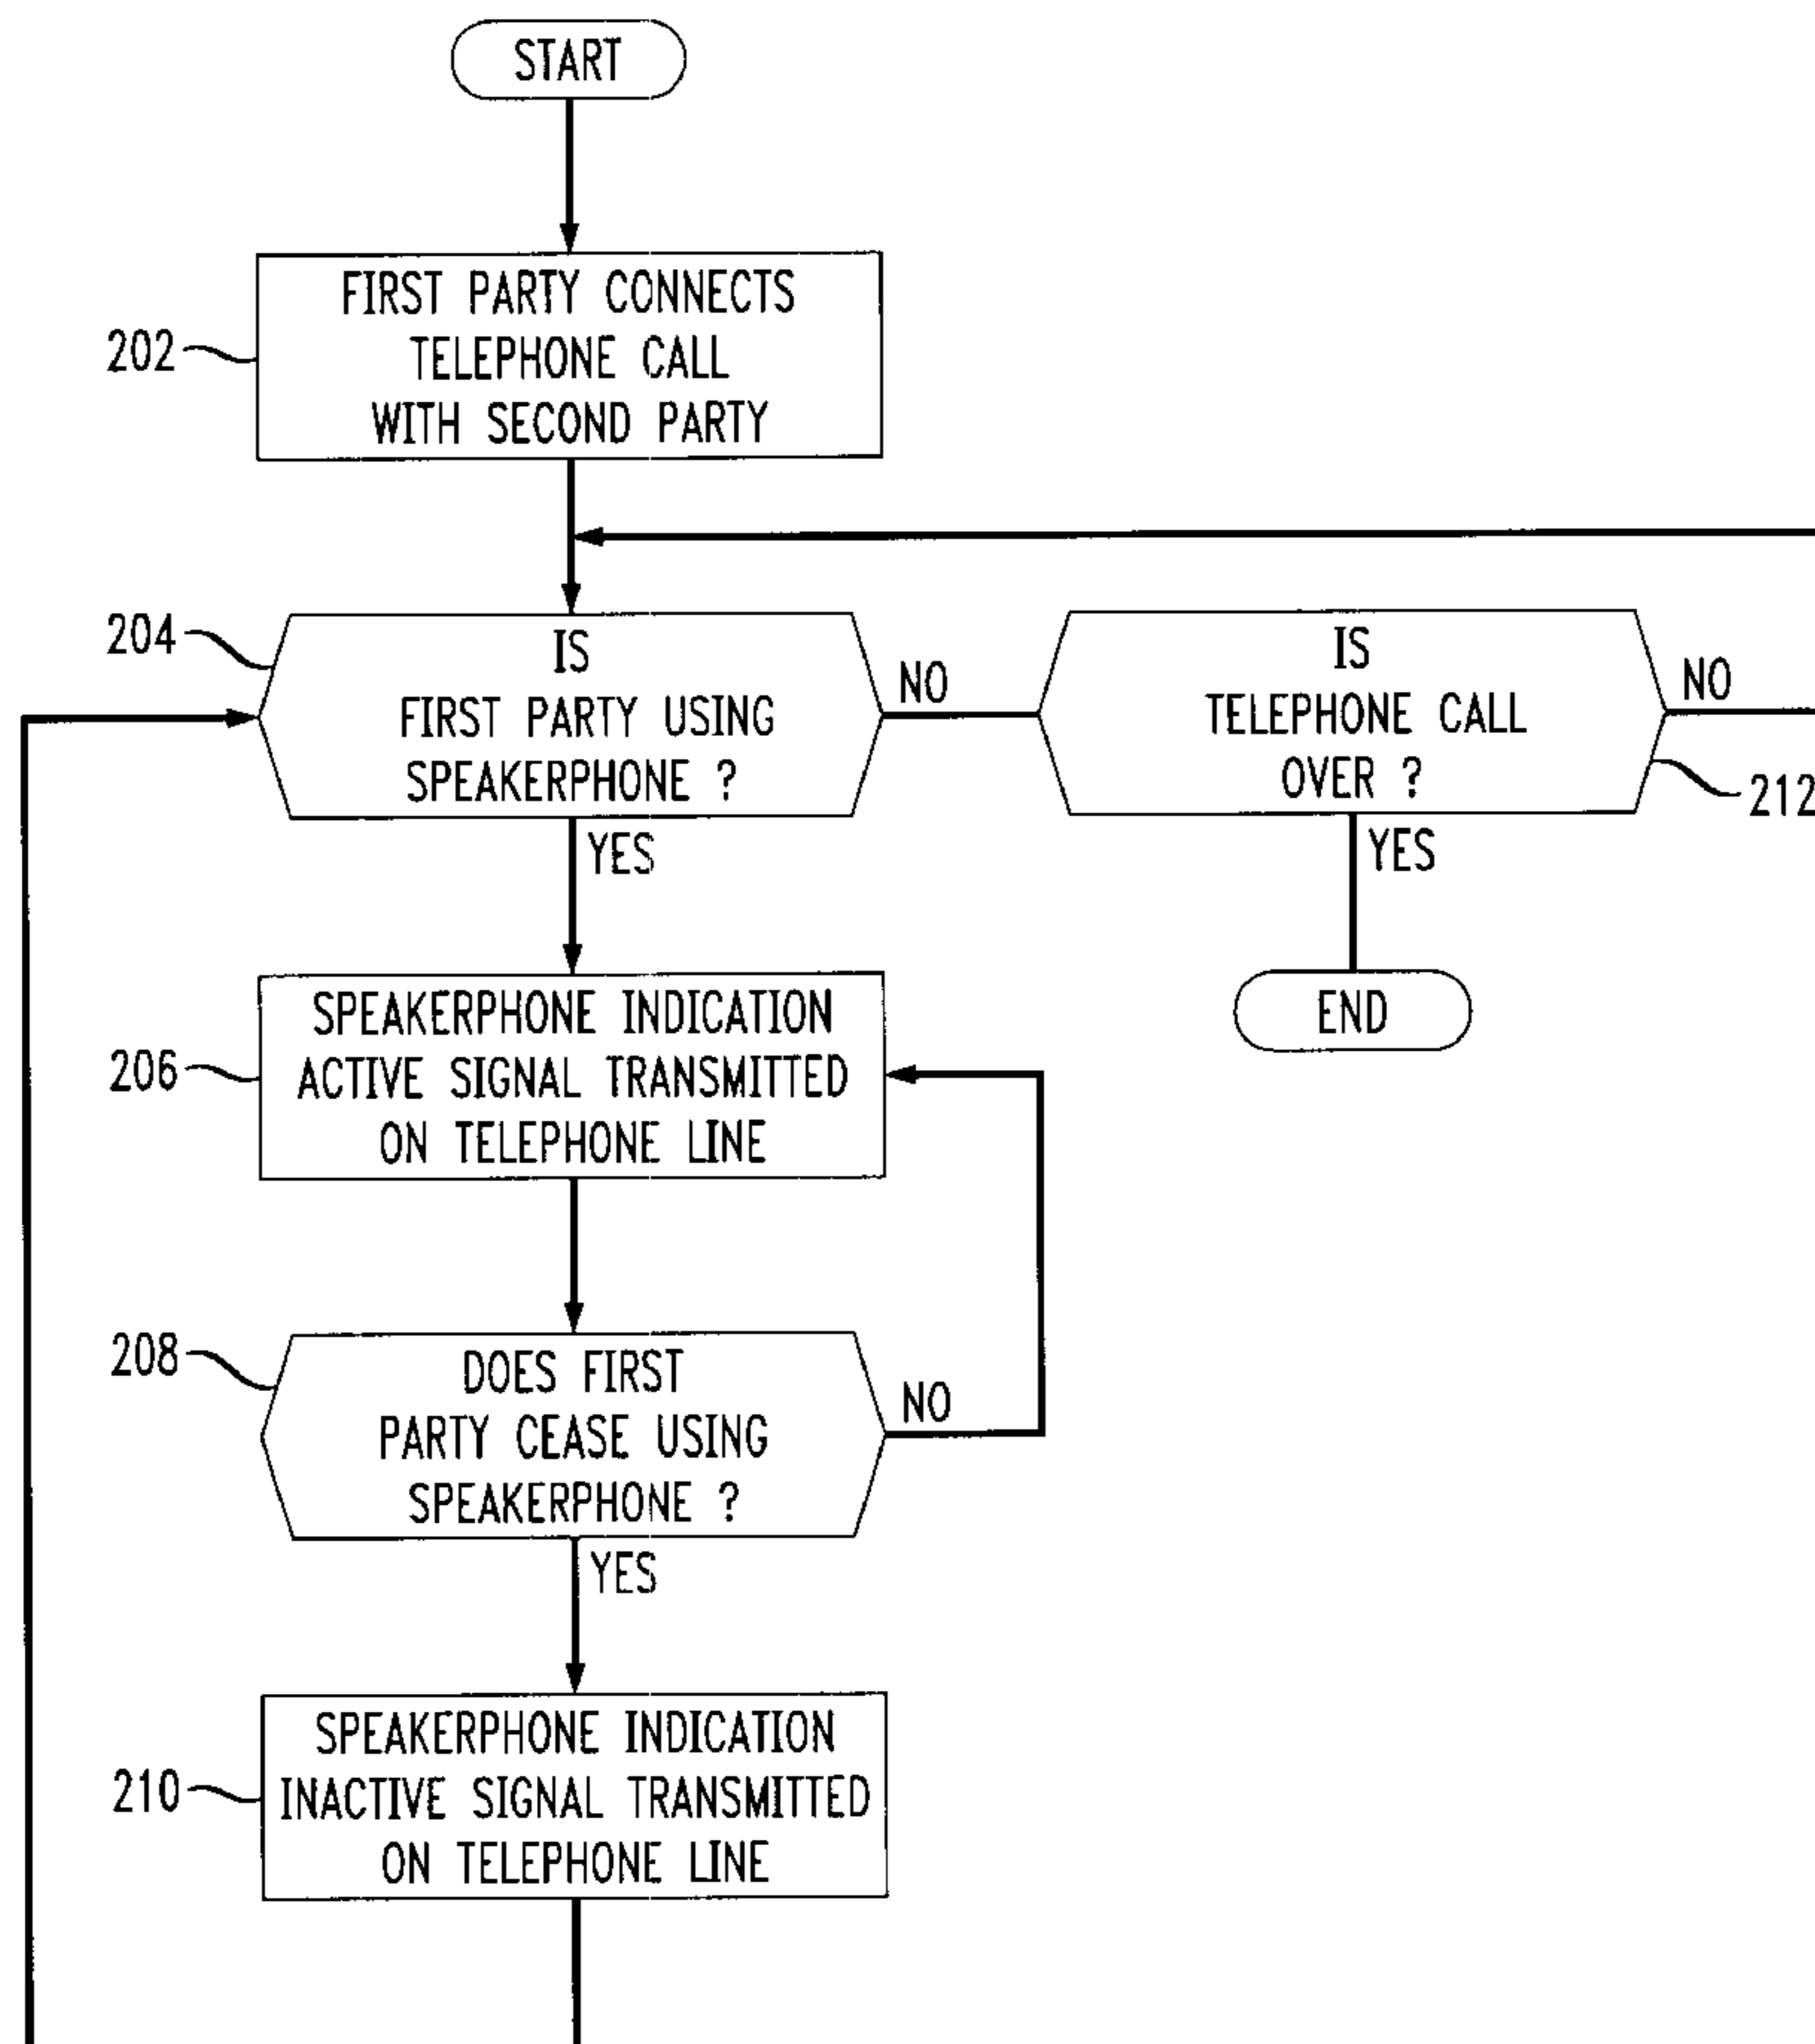 START
FIRST PARTY CONNECTS
TELEPHONE CALL
WITH SECOND PARTY
202
204
IS
FIRST PARTY USING
SPEAKERPHONE ?
NO
IS
TELEPHONE CALL
OVER ?
NO
212
YES
YES
END
206
SPEAKERPHONE INDICATION
ACTIVE SIGNAL TRANSMITTED
ON TELEPHONE LINE
208
DOES FIRST
PARTY CEASE USING
SPEAKERPHONE ?
NO
YES
210
SPEAKERPHONE INDICATION
INACTIVE SIGNAL TRANSMITTED
ON TELEPHONE LINE